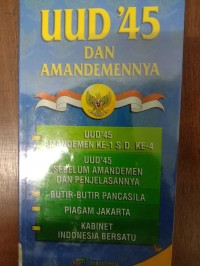 UUD '45
DAN
AMANDEMENNYA
UUD'45
AMANDEMEN KE-1 S.D. KE-4
UUD'45
SEBELUM AMANDEMEN
DAN PENJELASANNYA
BUTIR-BUTIR PANCASILA
PIAGAM JAKARTA
KABINET
INDONESIA BERSATU